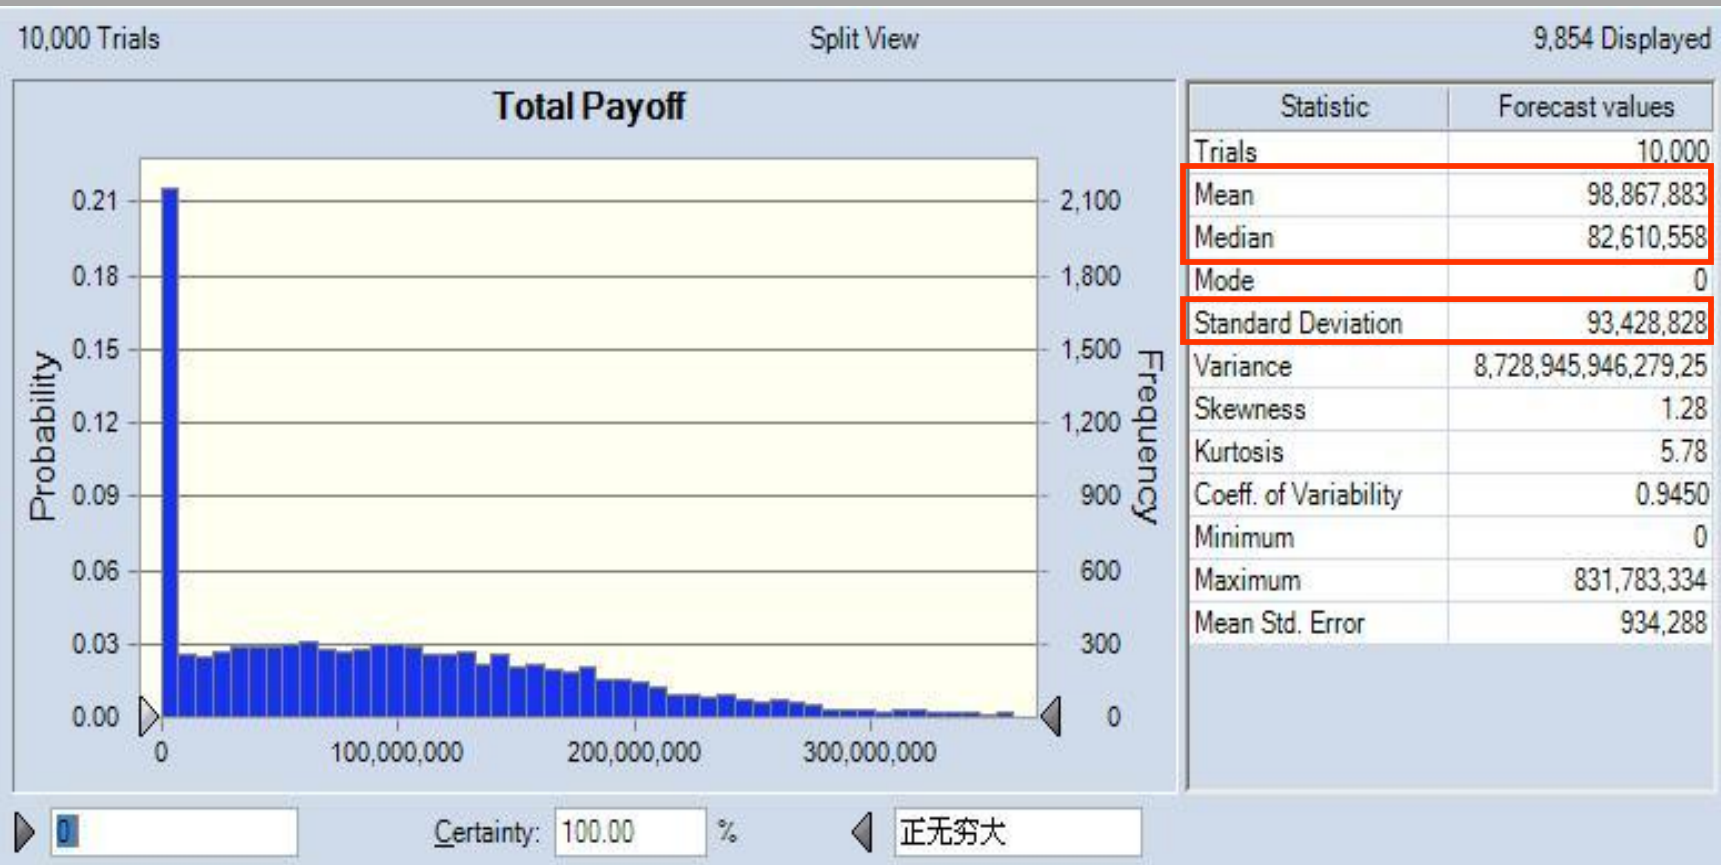 10,000 Trials
Split View
9,854 Displayed
Total Payoff
Probability
0.21
0.18
0.15
0.12
0.09
0.06
0.03
0.00
2,100
1,800
1,500
1,200
900
600
300
0
Frequency
0
100,000,000
200,000,000
300,000,000
Statistic Forecast values
Trials 10,000
Mean 98,867,883
Median 82,610,558
Mode 0
Standard Deviation 93,428,828
Variance 8,728,945,946,279,25
Skewness 1.28
Kurtosis 5.78
Coeff. of Variability 0.9450
Minimum 0
Maximum 831,783,334
Mean Std. Error 934,288
0
Certainty: 100.00 %
正无穷大